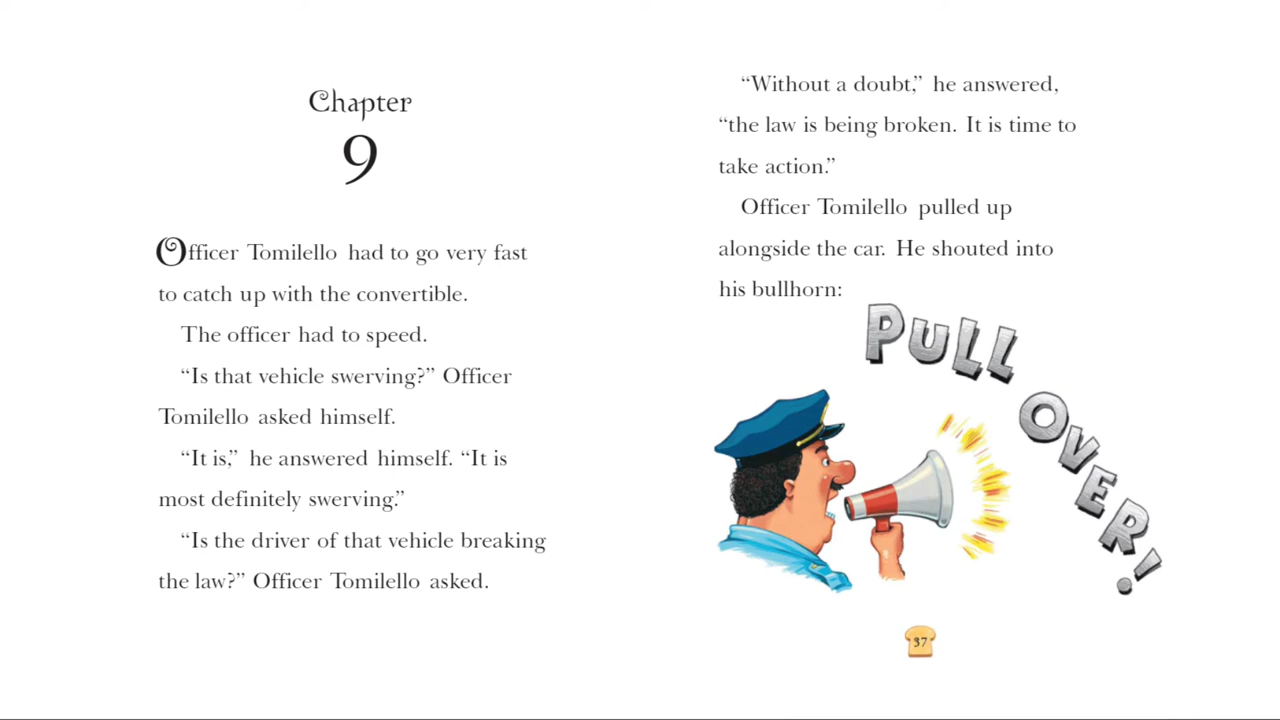 Chapter
9
Officer Tomilello had to go very fast
to catch up with the convertible.
The officer had to speed.
“Is that vehicle swerving?” Officer
Tomilello asked himself.
“It is,” he answered himself. “It is
most definitely swerving.”
“Is the driver of that vehicle breaking
the law?” Officer Tomilello asked.
“Without a doubt,” he answered,
“the law is being broken. It is time to
take action.”
Officer Tomilello pulled up
alongside the car. He shouted into
his bullhorn:
PULL
OVER!
37